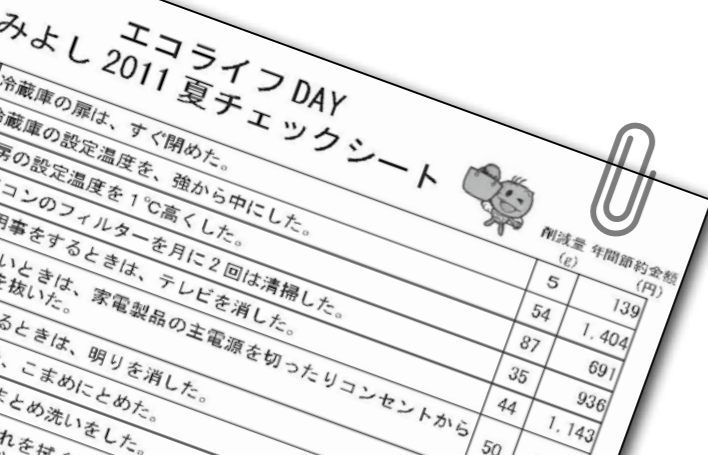 エコライフDAY
みよし 2011 夏チェックシート
削減量 年間節約金額
(g) (円)
冷蔵庫の扉は、すぐ閉めた。 5 139
冷蔵庫の設定温度を、強から中にした。 54 1,404
房の設定温度を1℃高くした。 87 691
コンのフィルターを月に2回は清掃した。 35 936
用事をするときは、テレビを消した。 44 1,143
いときは、家電製品の主電源を切ったりコンセントから
を抜いた。 50
るときは、明りを消した。
、こまめにとめた。
まとめ洗いをした。
れを拭